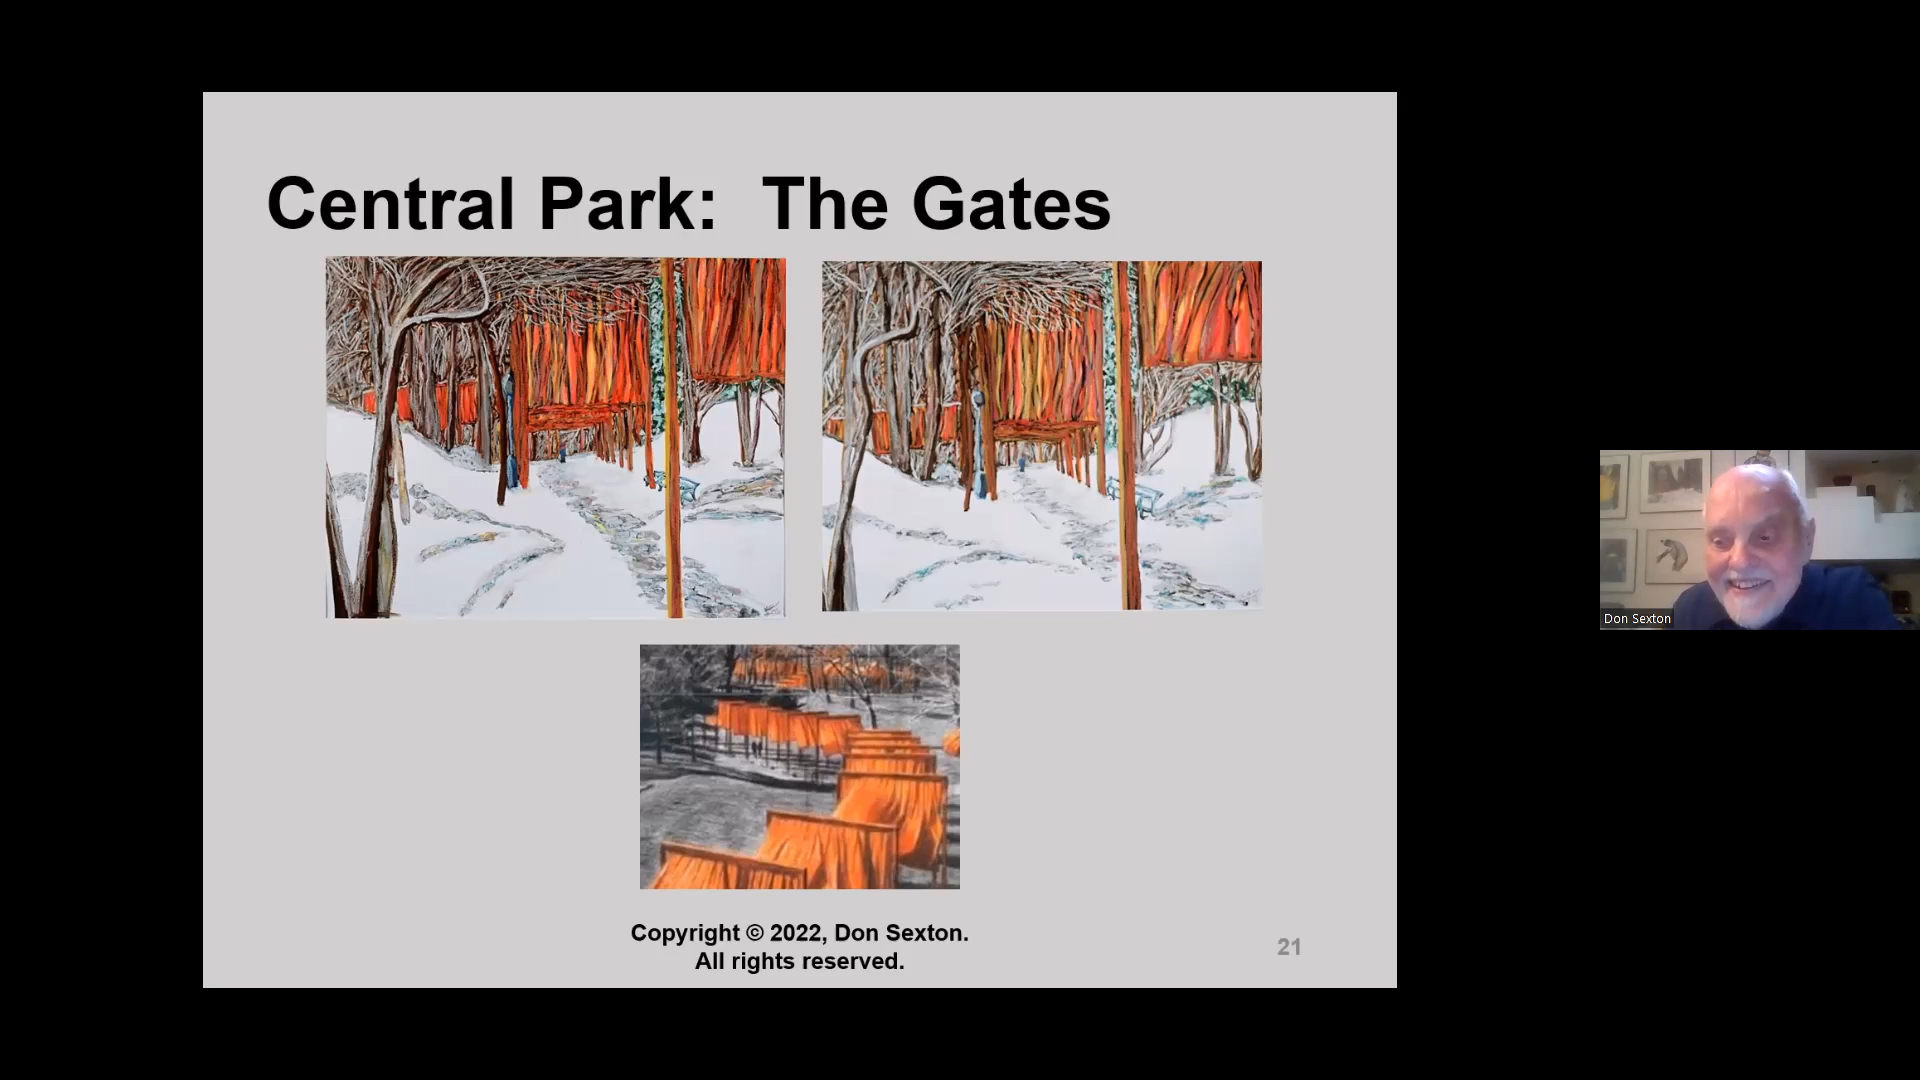 Central Park:  The Gates
Copyright © 2022, Don Sexton.
All rights reserved.
21
Don Sexton